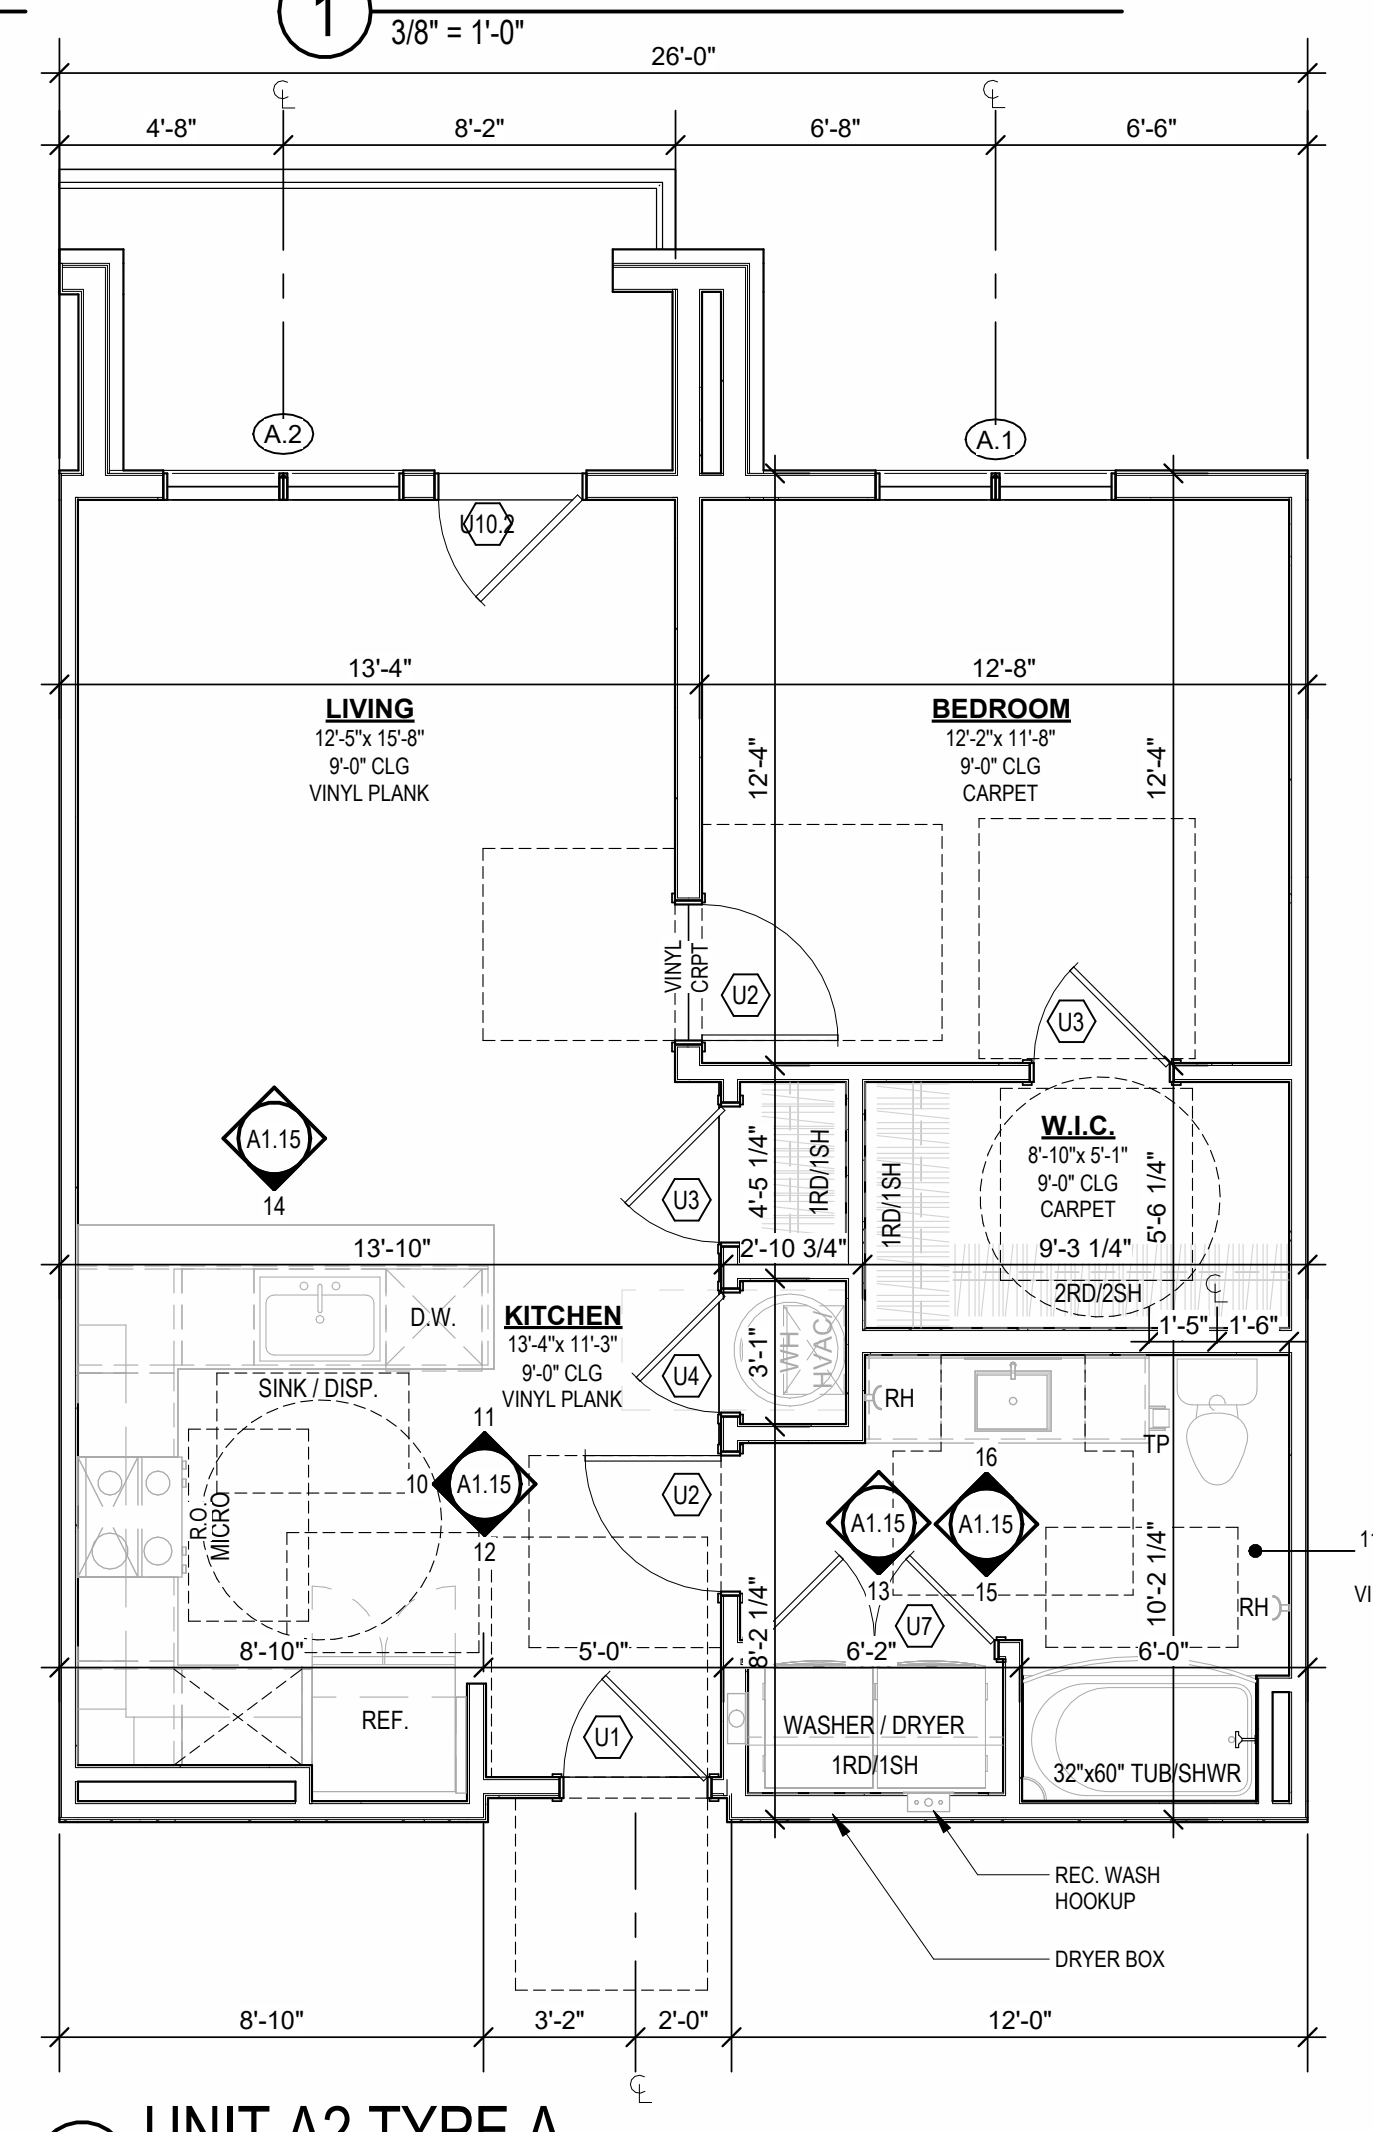 1
3/8" = 1'-0"
26'-0"
4'-8"
8'-2"
6'-8"
6'-6"
A.2
A.1
U10.2
13'-4"
12'-8"
LIVING
12'-5"x 15'-8"
9'-0" CLG
VINYL PLANK
BEDROOM
12'-2"x 11'-8"
9'-0" CLG
CARPET
12'-4"
12'-4"
VINYL
CRPT
U2
U3
A1.15
14
U3
4'-5 1/4"
1RD/1SH
1RD/1SH
W.I.C.
8'-10"x 5'-1"
9'-0" CLG
CARPET
5'-6 1/4"
13'-10"
2'-10 3/4"
9'-3 1/4"
2RD/2SH
D.W.
KITCHEN
13'-4"x 11'-3"
9'-0" CLG
VINYL PLANK
SINK / DISP.
U4
3'-1"
WH
HVAC/
1'-5"
1'-6"
RH
TP
11
10
A1.15
12
R.O.
MICRO
U2
16
A1.15
13
A1.15
15
10'-2 1/4"
11
VI
RH
8'-2 1/4"
U7
8'-10"
5'-0"
6'-2"
6'-0"
REF.
U1
WASHER / DRYER
1RD/1SH
32"x60" TUB/SHWR
REC. WASH
HOOKUP
DRYER BOX
8'-10"
3'-2"
2'-0"
12'-0"
UNIT A2 TYPE A